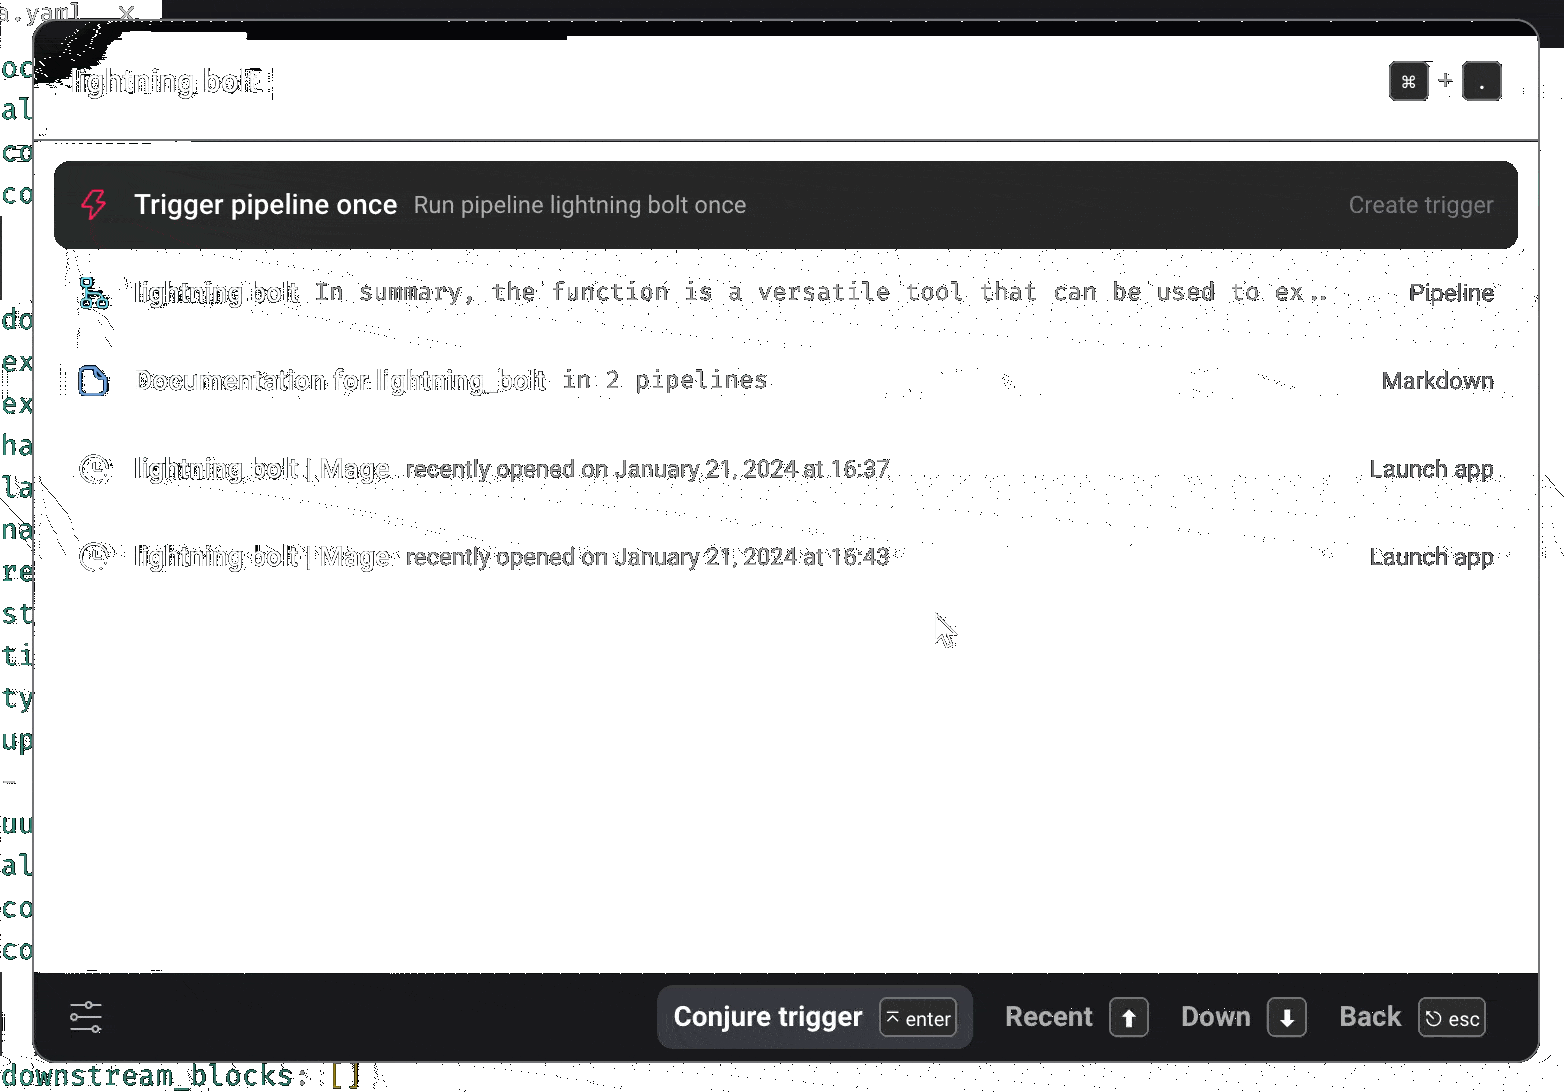 a.yaml ×
lightning bolt
⌘ + .
Trigger pipeline once Run pipeline lightning bolt once Create trigger
lightning bolt In summary, the function is a versatile tool that can be used to ex.. Pipeline
Documentation for lightning_bolt in 2 pipelines Markdown
lightning bolt | Mage recently opened on January 21, 2024 at 16:37 Launch app
lightning bolt | Mage recently opened on January 21, 2024 at 16:43 Launch app
oc
al
co
co
do
ex
ex
ha
la
na
re
st
ti
ty
up
-
uu
al
co
co
Conjure trigger enter Recent Down Back esc
downstream_blocks: []